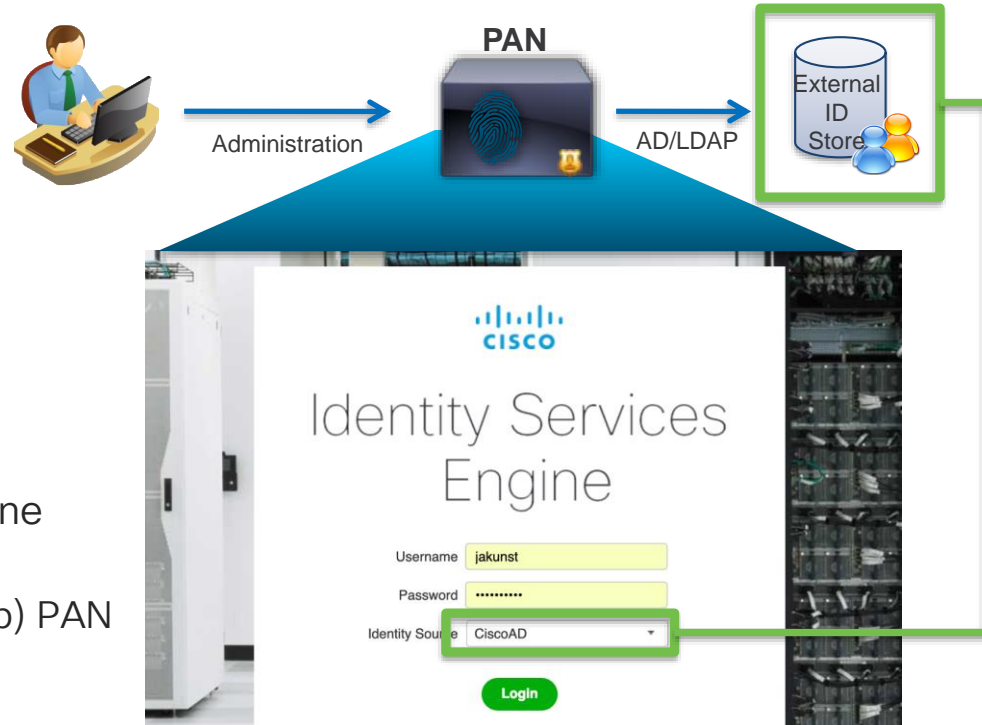 PAN
Administration
AD/LDAP
External
ID
Store
CISCO
Identity Services
Engine
Username jakunst
Password ••••••••••
Identity Source CiscoAD
Login
ne
) PAN